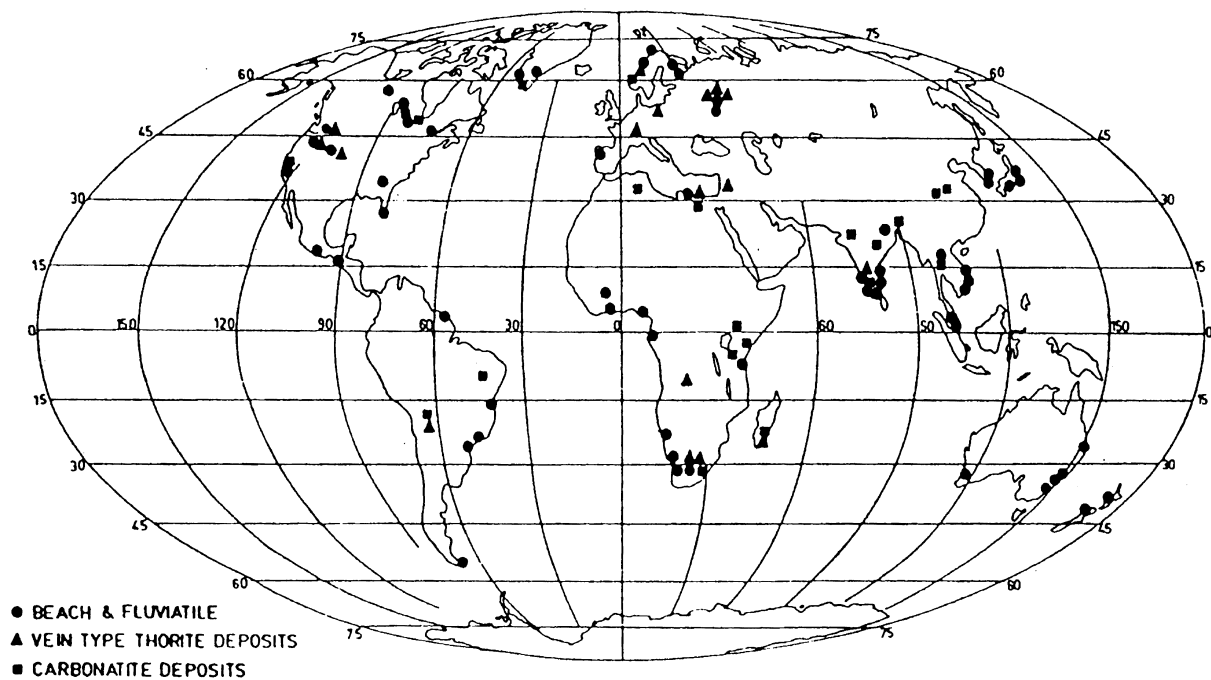 75 75
60 60
45 45
30 30
15 15
0 150 120 90 60 30 0 60 50 150 0
15 15
30 30
45 45
60 60
75 75
● BEACH & FLUVIATILE
▲ VEIN TYPE THORITE DEPOSITS
■ CARBONATITE DEPOSITS